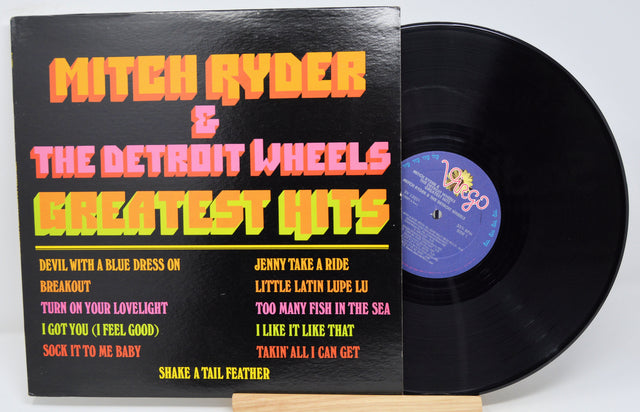 MITCH RYDER
&
THE DETROIT WHEELS
GREATEST HITS
DEVIL WITH A BLUE DRESS ON
BREAKOUT
TURN ON YOUR LOVELIGHT
I GOT YOU (I FEEL GOOD)
SOCK IT TO ME BABY
JENNY TAKE A RIDE
LITTLE LATIN LUPE LU
TOO MANY FISH IN THE SEA
I LIKE IT LIKE THAT
TAKIN' ALL I CAN GET
SHAKE A TAIL FEATHER
Virgo